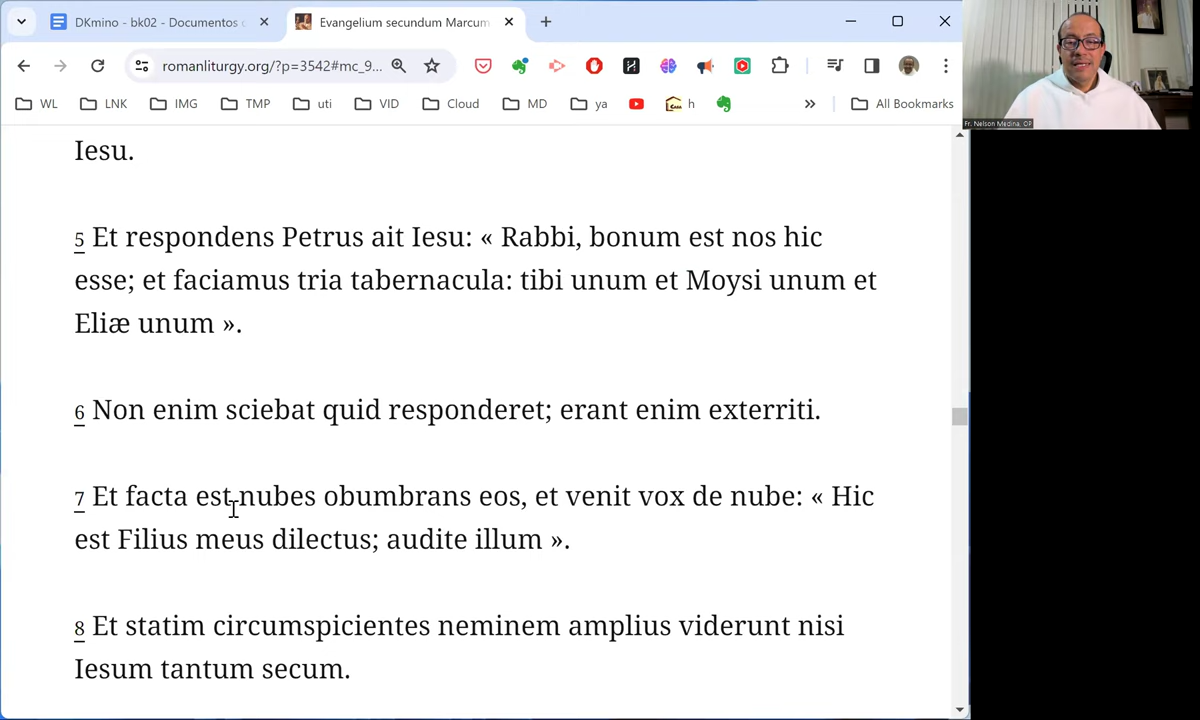 DKmino - bk02 - Documentos
Evangelium secundum Marcum
romanliturgy.org/?p=3542#mc_9...
WL LNK IMG TMP uti VID Cloud MD ya h » All Bookmarks
Fr. Nelson Medina, OP
Iesu.
5 Et respondens Petrus ait Iesu: « Rabbi, bonum est nos hic
esse; et faciamus tria tabernacula: tibi unum et Moysi unum et
Eliæ unum ».
6 Non enim sciebat quid responderet; erant enim exterriti.
7 Et facta est nubes obumbrans eos, et venit vox de nube: « Hic
est Filius meus dilectus; audite illum ».
8 Et statim circumspicientes neminem amplius viderunt nisi
Iesum tantum secum.